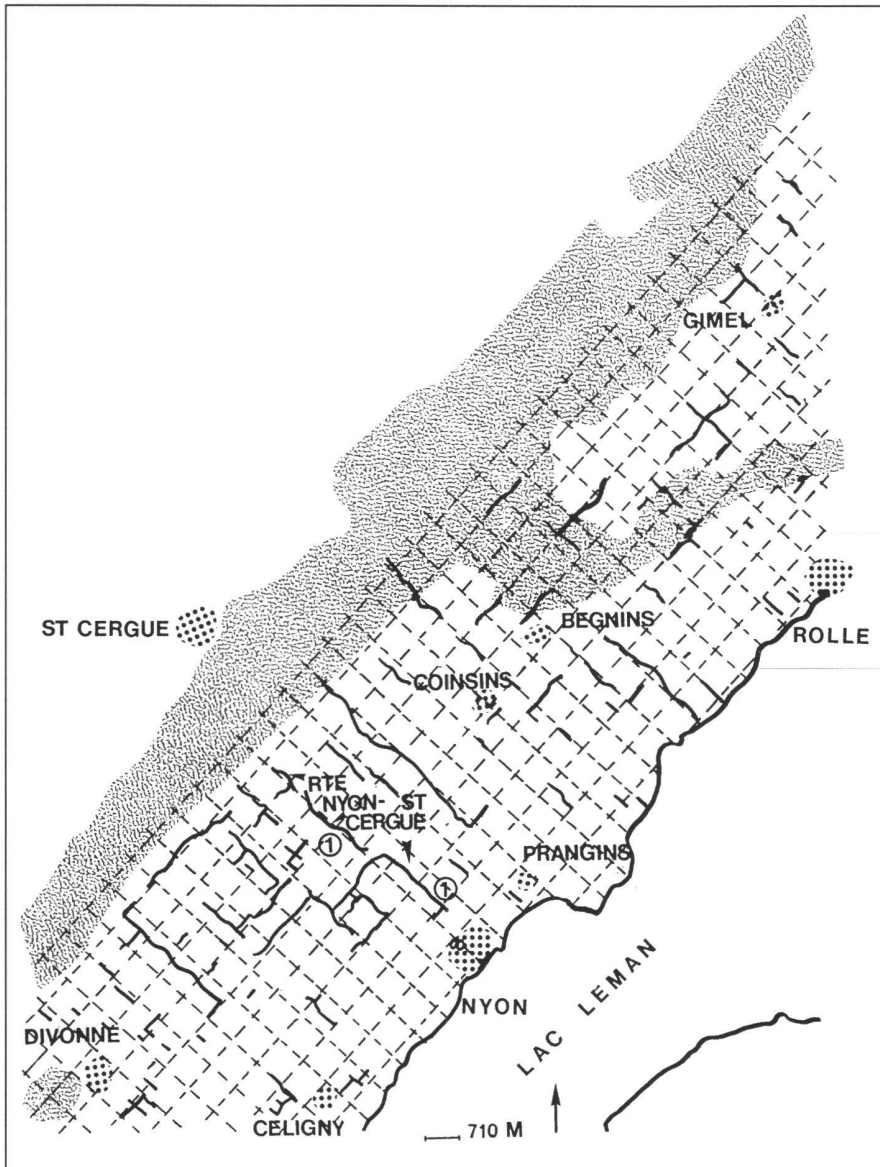 GIMEL
ST CERGUE
BEGNINS
ROLLE
COINSINS
RTE
NYON- ST
CERGUE
1
PRANGINS
1
NYON
LAC LEMAN
DIVONNE
CELIGNY
710 M